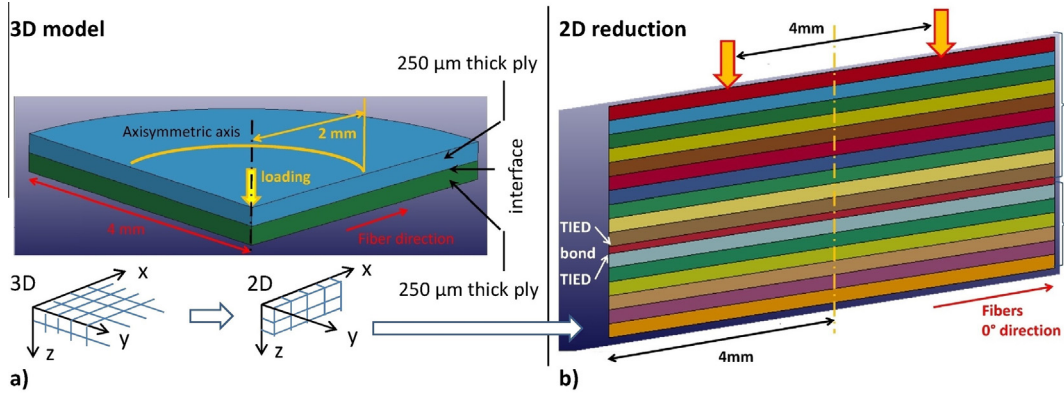 3D model
250 µm thick ply
Axisymmetric axis
2 mm
loading
interface
4 mm
Fiber direction
250 µm thick ply
3D
x
y
z
2D
x
y
z
a)
2D reduction
4mm
TIED
bond
TIED
Fibers
0° direction
4mm
b)